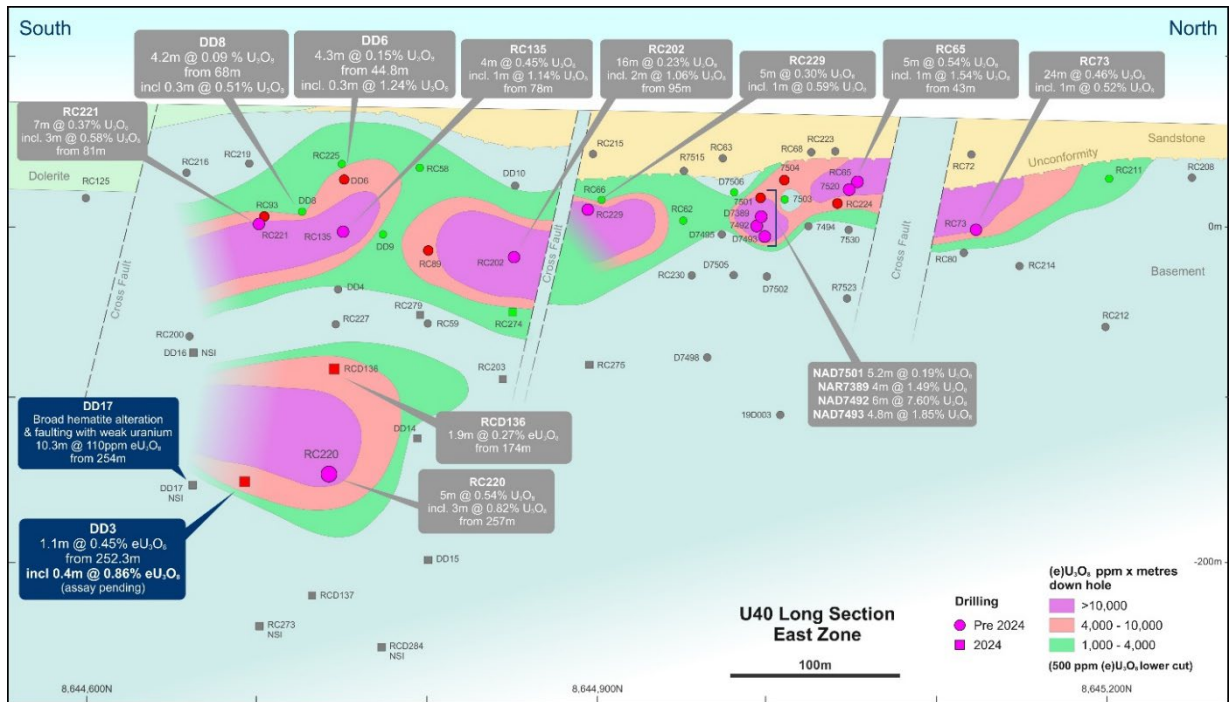 South
North
DD8
4.2m @ 0.09 % U₃O₈
from 68m
incl 0.3m @ 0.51% U₃O₈
DD6
4.3m @ 0.15% U₃O₈
from 44.8m
incl. 0.3m @ 1.24% U₃O₈
RC135
4m @ 0.45% U₃O₈
incl. 1m @ 1.14% U₃O₈
from 78m
RC202
16m @ 0.23% U₃O₈
incl. 2m @ 1.06% U₃O₈
from 95m
RC229
5m @ 0.30% U₃O₈
incl. 1m @ 0.59% U₃O₈
RC65
5m @ 0.54% U₃O₈
incl. 1m @ 1.54% U₃O₈
from 43m
RC73
24m @ 0.46% U₃O₈
incl. 1m @ 0.52% U₃O₈
RC221
7m @ 0.37% U₃O₈
incl. 3m @ 0.58% U₃O₈
from 81m
Dolerite
Sandstone
Unconformity
Basement
Cross Fault
Cross Fault
Cross Fault
RC125
RC216
RC219
RC225
DD6
RC58
DD10
RC215
R7515
RC63
RC68
RC223
RC72
RC211
RC208
RC93
RC221
DD8
RC135
DD9
RC89
RC202
RC66
RC229
RC62
D7506
7504
7501
7503
D7389
7492
D7493
D7495
RC65
7520
RC224
7494
7530
RC73
RC80
RC214
0m
DD4
RC227
RC279
RC59
RC274
RC230
D7505
D7502
R7523
RC212
RC200
DD16
NSI
RC203
RC275
D7498
19D003
RCD136
DD14
RC220
DD17
NSI
DD15
RCD137
RC273
NSI
RCD284
NSI
NAD7501 5.2m @ 0.19% U₃O₈
NAR7389 4m @ 1.49% U₃O₈
NAD7492 6m @ 7.60% U₃O₈
NAD7493 4.8m @ 1.85% U₃O₈
DD17
Broad hematite alteration
& faulting with weak uranium
10.3m @ 110ppm eU₃O₈
from 254m
RCD136
1.9m @ 0.27% eU₃O₈
from 174m
RC220
5m @ 0.54% U₃O₈
incl. 3m @ 0.82% U₃O₈
from 257m
DD3
1.1m @ 0.45% eU₃O₈
from 252.3m
incl 0.4m @ 0.86% eU₃O₈
(assay pending)
-200m
U40 Long Section
East Zone
100m
Drilling
Pre 2024
2024
(e)U₃O₈ ppm x metres
down hole
>10,000
4,000 - 10,000
1,000 - 4,000
(500 ppm (e)U₃O₈ lower cut)
8,644,600N
8,644,900N
8,645,200N